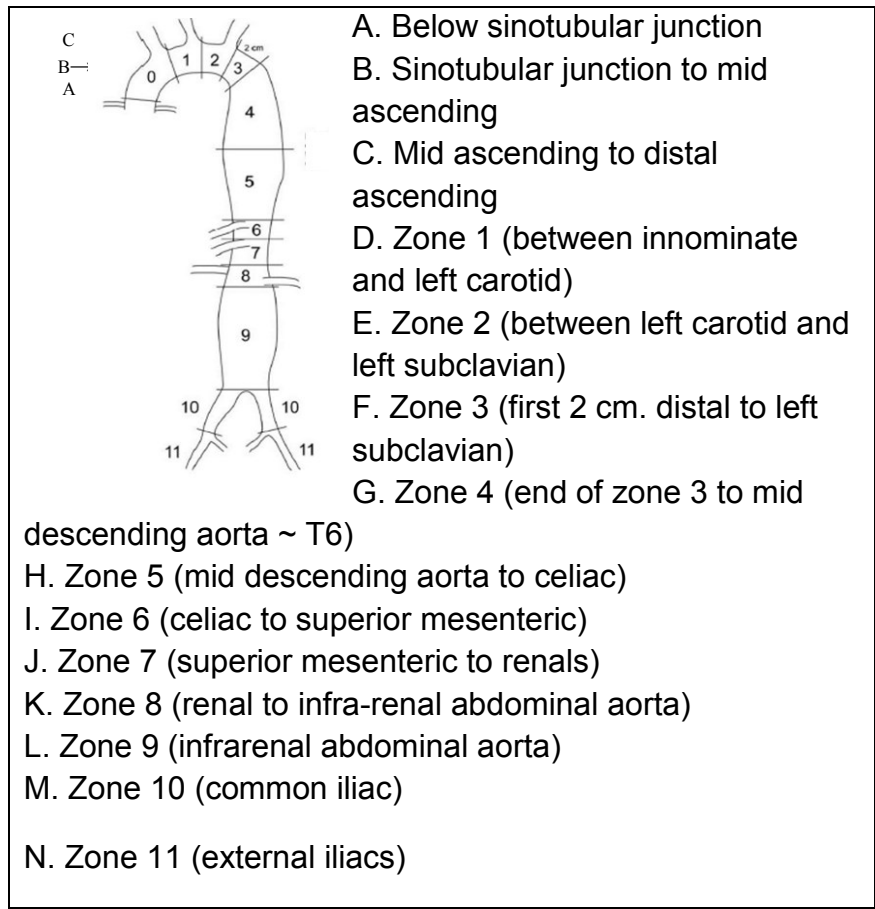 C
B
A
0
1
2
3
2 cm
4
5
6
7
8
9
10
10
11
11
A. Below sinotubular junction
B. Sinotubular junction to mid
ascending
C. Mid ascending to distal
ascending
D. Zone 1 (between innominate
and left carotid)
E. Zone 2 (between left carotid and
left subclavian)
F. Zone 3 (first 2 cm. distal to left
subclavian)
G. Zone 4 (end of zone 3 to mid
descending aorta ~ T6)
H. Zone 5 (mid descending aorta to celiac)
I. Zone 6 (celiac to superior mesenteric)
J. Zone 7 (superior mesenteric to renals)
K. Zone 8 (renal to infra-renal abdominal aorta)
L. Zone 9 (infrarenal abdominal aorta)
M. Zone 10 (common iliac)
N. Zone 11 (external iliacs)